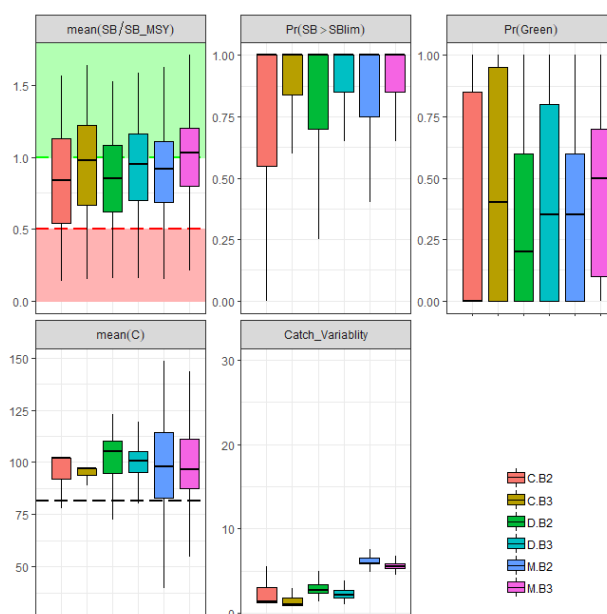 mean(SB/SB_MSY)
Pr(SB>SBlim)
Pr(Green)
1.5
1.0
0.5
0.0
1.00
0.75
0.50
0.25
0.00
1.00
0.75
0.50
0.25
0.00
mean(C)
Catch_Variablity
150
125
100
75
50
30
20
10
0
C.B2
C.B3
D.B2
D.B3
M.B2
M.B3